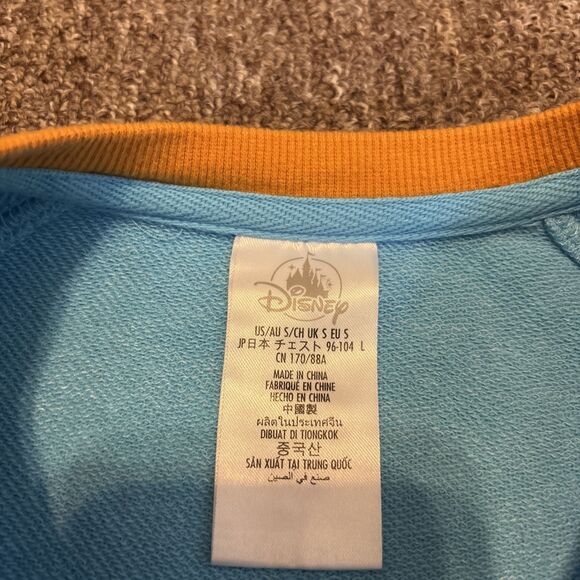 DISNEY
US/AU S/CH UK S EU S
JP日本 チェスト 96-104 L
CN 170/88A
MADE IN CHINA
FABRIQUÉ EN CHINE
HECHO EN CHINA
中國製
ผลิตในประเทศจีน
DIBUAT DI TIONGKOK
중국산
SẢN XUẤT TẠI TRUNG QUỐC
صنع في الصين